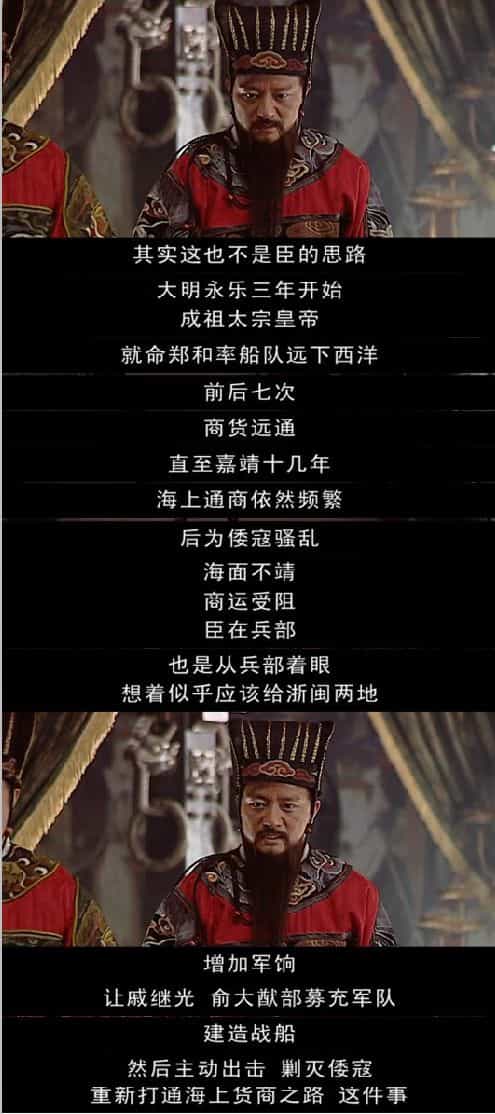 其实这也不是臣的思路
大明永乐三年开始
成祖太宗皇帝
就命郑和率船队远下西洋
前后七次
商货远通
直至嘉靖十几年
海上通商依然频繁
后为倭寇骚乱
海面不靖
商运受阻
臣在兵部
也是从兵部着眼
想着似乎应该给浙闽两地
增加军饷
让戚继光 俞大猷部募充军队
建造战船
然后主动出击 剿灭倭寇
重新打通海上货商之路 这件事